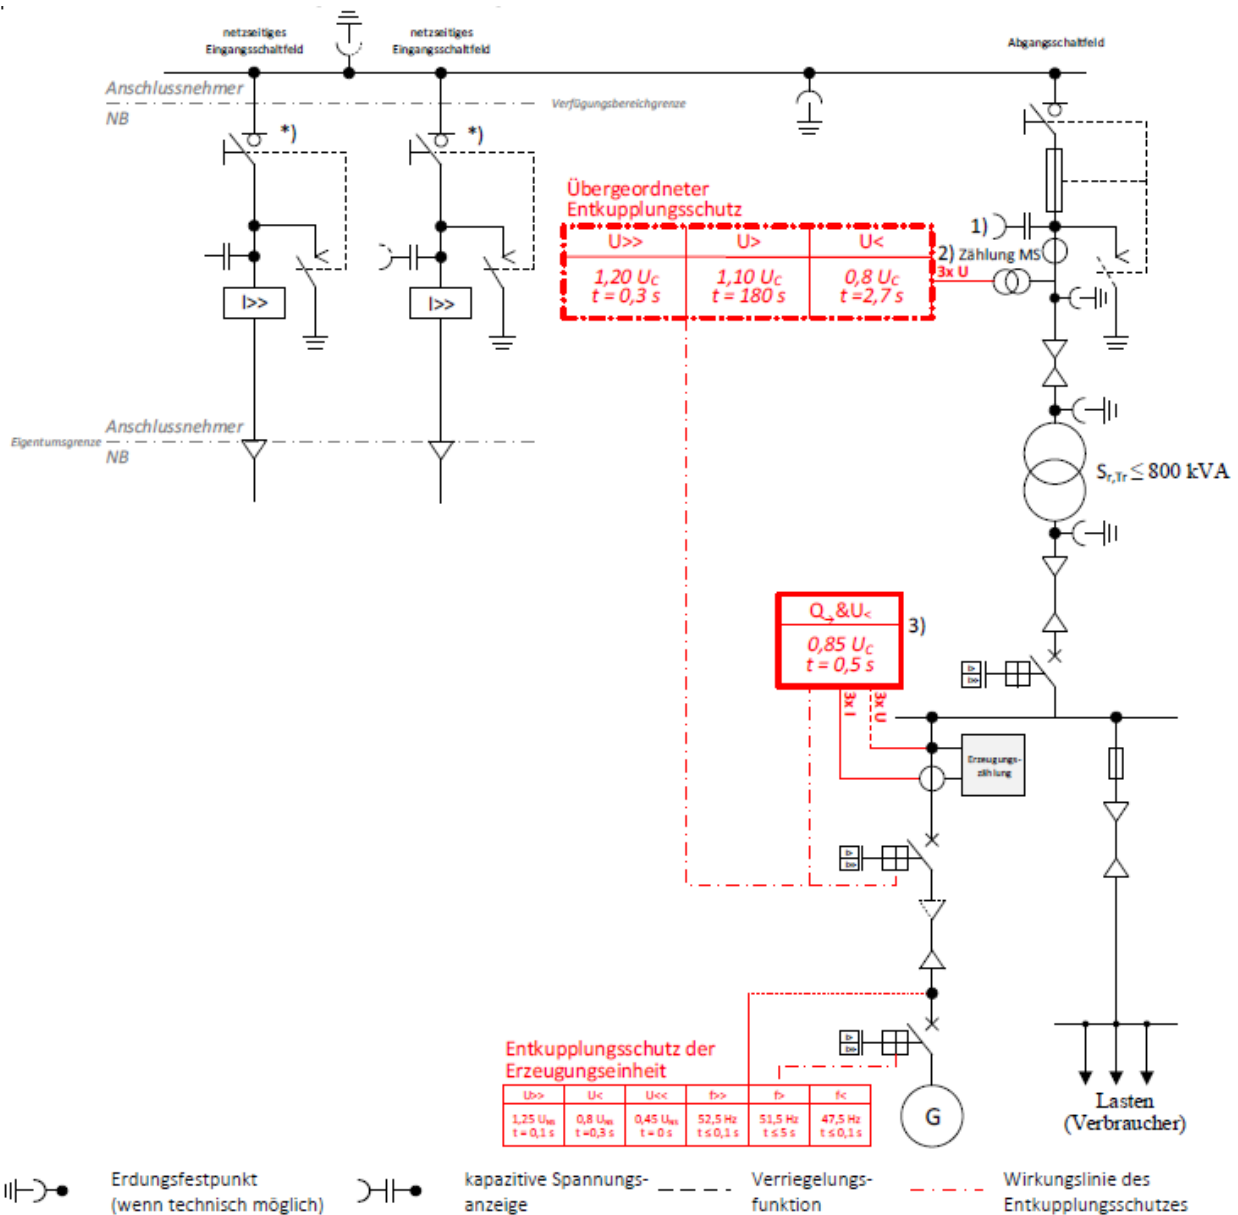 netzseitiges
Eingangsschaltfeld
netzseitiges
Eingangsschaltfeld
Abgangsschaltfeld
Anschlussnehmer
NB
Verfügungsbereichgrenze
*)
*)
Übergeordneter
Entkupplungsschutz
U>> U> U<
1,20 Uc 1,10 Uc 0,8 Uc
t = 0,3 s t = 180 s t =2,7 s
1)
2) Zählung MS
3x U
I>>
I>>
Anschlussnehmer
Eigentumsgrenze
NB
Sr,Tr ≤ 800 kVA
Q→&U<
3)
0,85 Uc
t = 0,5 s
3x I
3x U
I>
I>>
Erzeugungs-
zählung
I>
I>>
I>
I>>
Entkupplungsschutz der
Erzeugungseinheit
U>> U< U<< f>> f> f<
1,25 UNS 0,8 UNS 0,45 UNS 52,5 Hz 51,5 Hz 47,5 Hz
t = 0,1 s t =0,3 s t = 0 s t ≤ 0,1 s t ≤ 5 s t ≤ 0,1 s
G
Lasten
(Verbraucher)
Erdungsfestpunkt
(wenn technisch möglich)
kapazitive Spannungs-
anzeige
Verriegelungs-
funktion
Wirkungslinie des
Entkupplungsschutzes